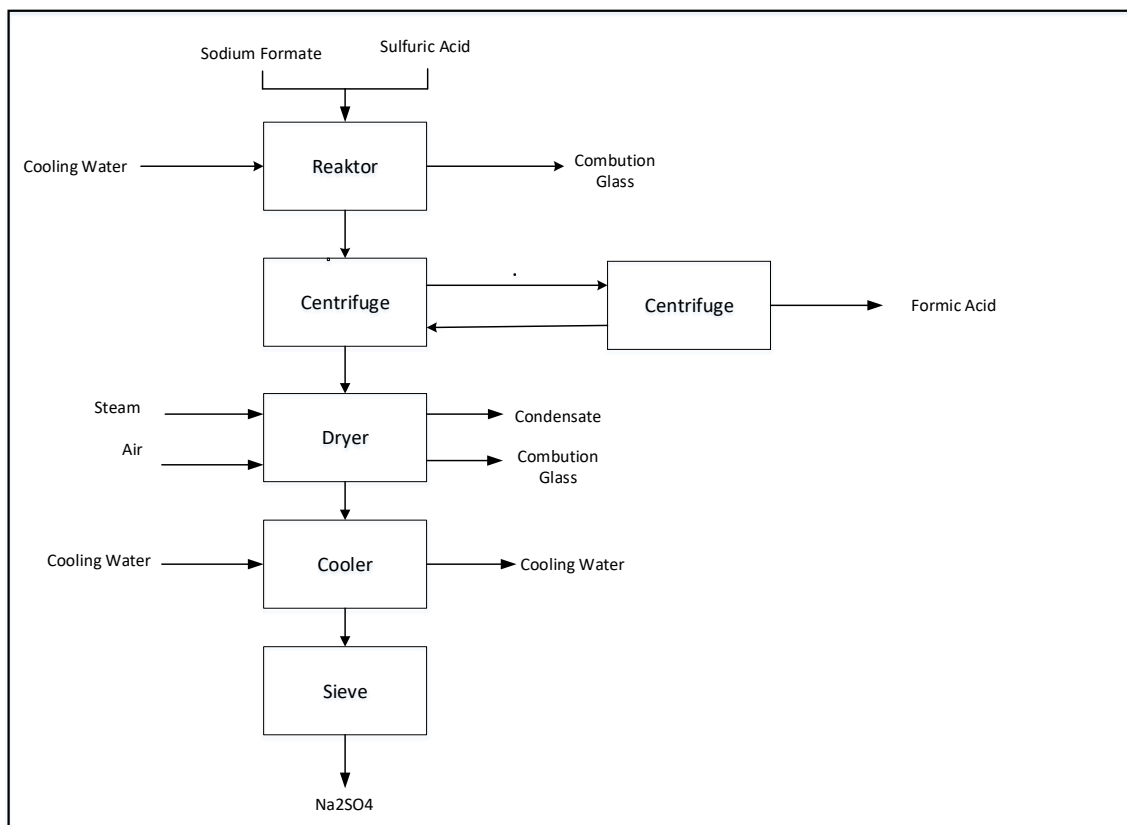 Sodium Formate
Sulfuric Acid
Cooling Water
Reaktor
Combution
Glass
Centrifuge
Centrifuge
Formic Acid
Steam
Air
Dryer
Condensate
Combution
Glass
Cooling Water
Cooler
Cooling Water
Sieve
Na2SO4